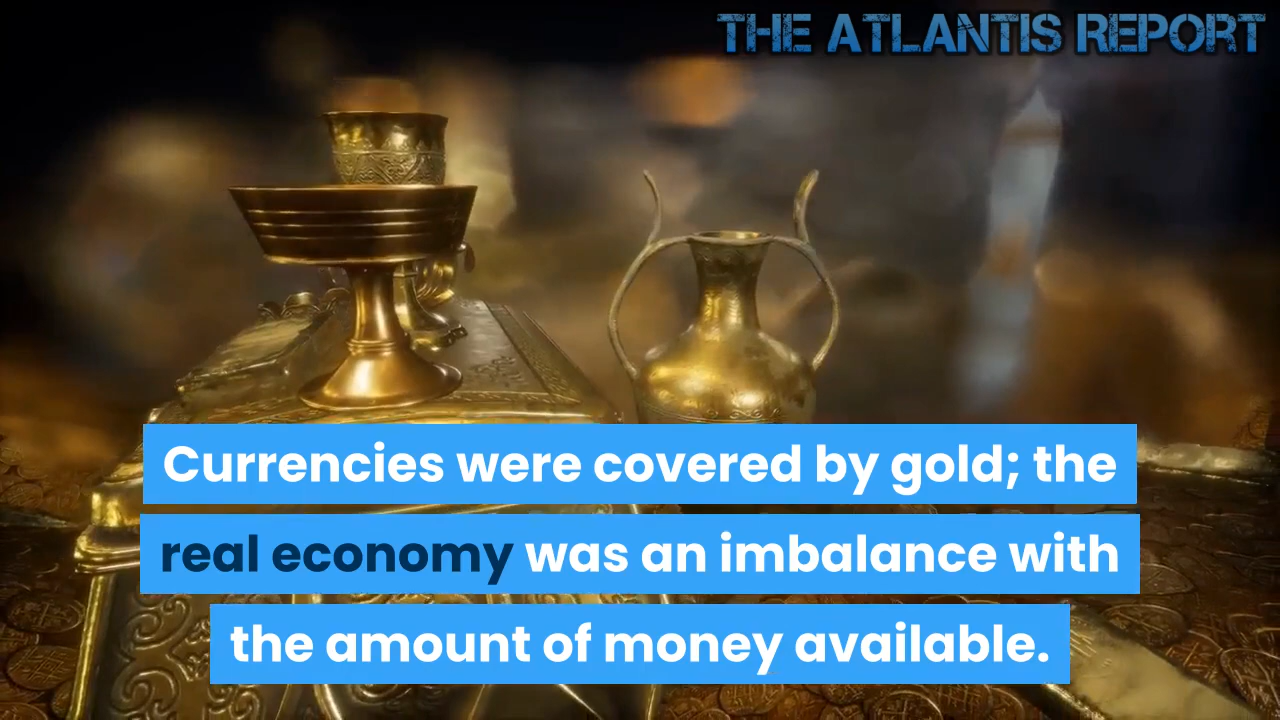 THE ATLANTIS REPORT
Currencies were covered by gold; the
real economy was an imbalance with
the amount of money available.